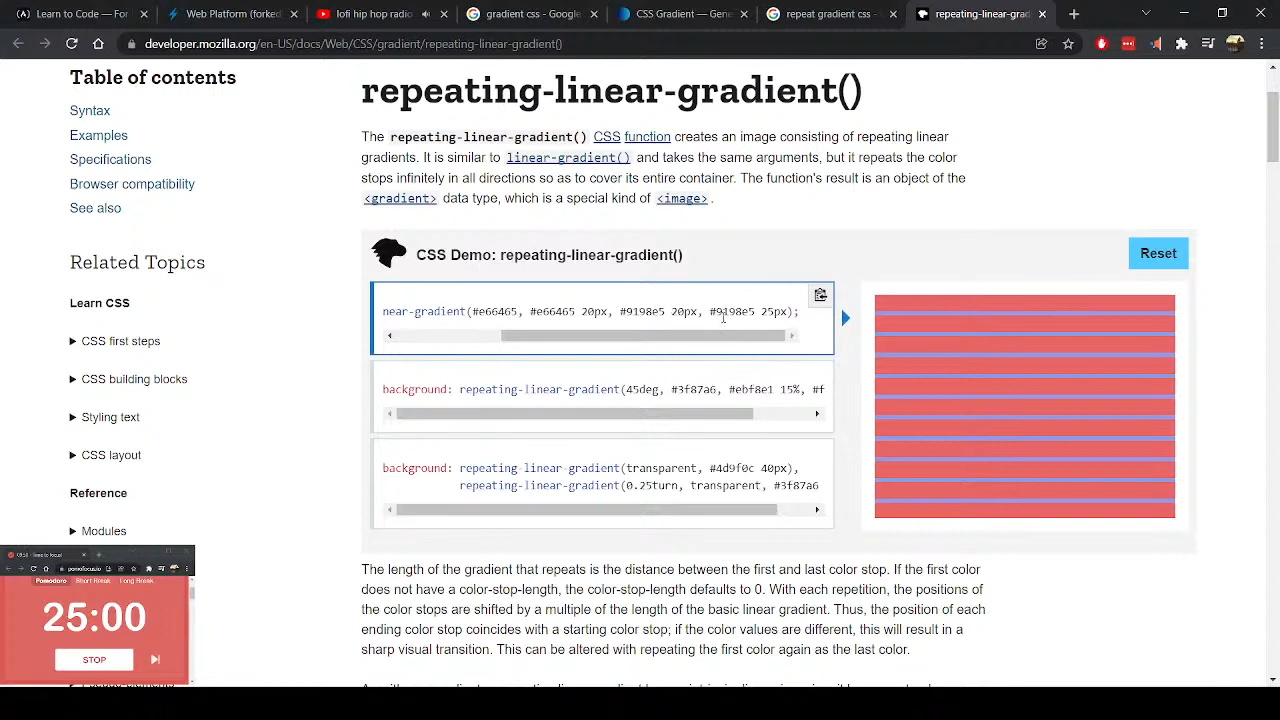 Learn to Code — For
Web Platform (forked
lofi hip hop radio
gradient css - Google
CSS Gradient — Gene
repeat gradient css -
repeating-linear-grad
developer.mozilla.org/en-US/docs/Web/CSS/gradient/repeating-linear-gradient()
Table of contents
Syntax
Examples
Specifications
Browser compatibility
See also
Related Topics
Learn CSS
CSS first steps
CSS building blocks
Styling text
CSS layout
Reference
Modules
repeating-linear-gradient()
The repeating-linear-gradient() CSS function creates an image consisting of repeating linear
gradients. It is similar to linear-gradient() and takes the same arguments, but it repeats the color
stops infinitely in all directions so as to cover its entire container. The function's result is an object of the
<gradient> data type, which is a special kind of <image>.
CSS Demo: repeating-linear-gradient()
Reset
near-gradient(#e66465, #e66465 20px, #9198e5 20px, #9198e5 25px);
background: repeating-linear-gradient(45deg, #3f87a6, #ebf8e1 15%, #f
background: repeating-linear-gradient(transparent, #4d9f0c 40px),
repeating-linear-gradient(0.25turn, transparent, #3f87a6
The length of the gradient that repeats is the distance between the first and last color stop. If the first color
does not have a color-stop-length, the color-stop-length defaults to 0. With each repetition, the positions of
the color stops are shifted by a multiple of the length of the basic linear gradient. Thus, the position of each
ending color stop coincides with a starting color stop; if the color values are different, this will result in a
sharp visual transition. This can be altered with repeating the first color again as the last color.
pomofocus.io
Pomodoro
Short Break
Long Break
25:00
STOP